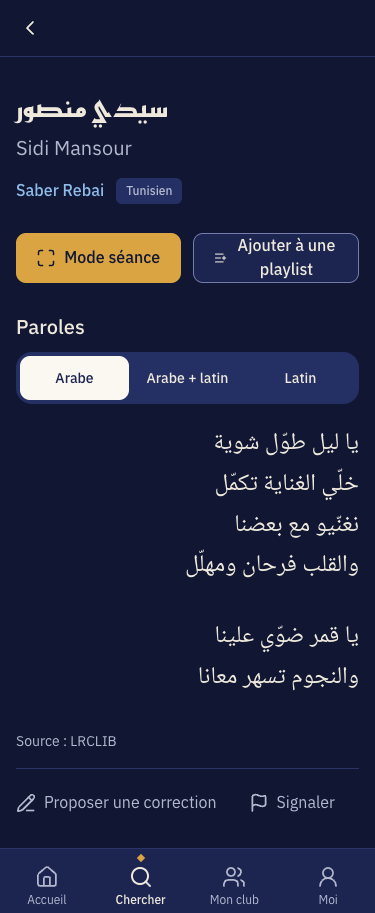 سيدي منصور
Sidi Mansour
Saber Rebai
Tunisien
Mode séance
Ajouter à une
playlist
Paroles
Arabe
Arabe + latin
Latin
يا ليل طوّل شوية
خلّي الغناية تكمّل
نغنّيو مع بعضنا
والقلب فرحان ومهلّل
يا قمر ضوّي علينا
والنجوم تسهر معانا
Source : LRCLIB
Proposer une correction
Signaler
Accueil
Chercher
Mon club
Moi